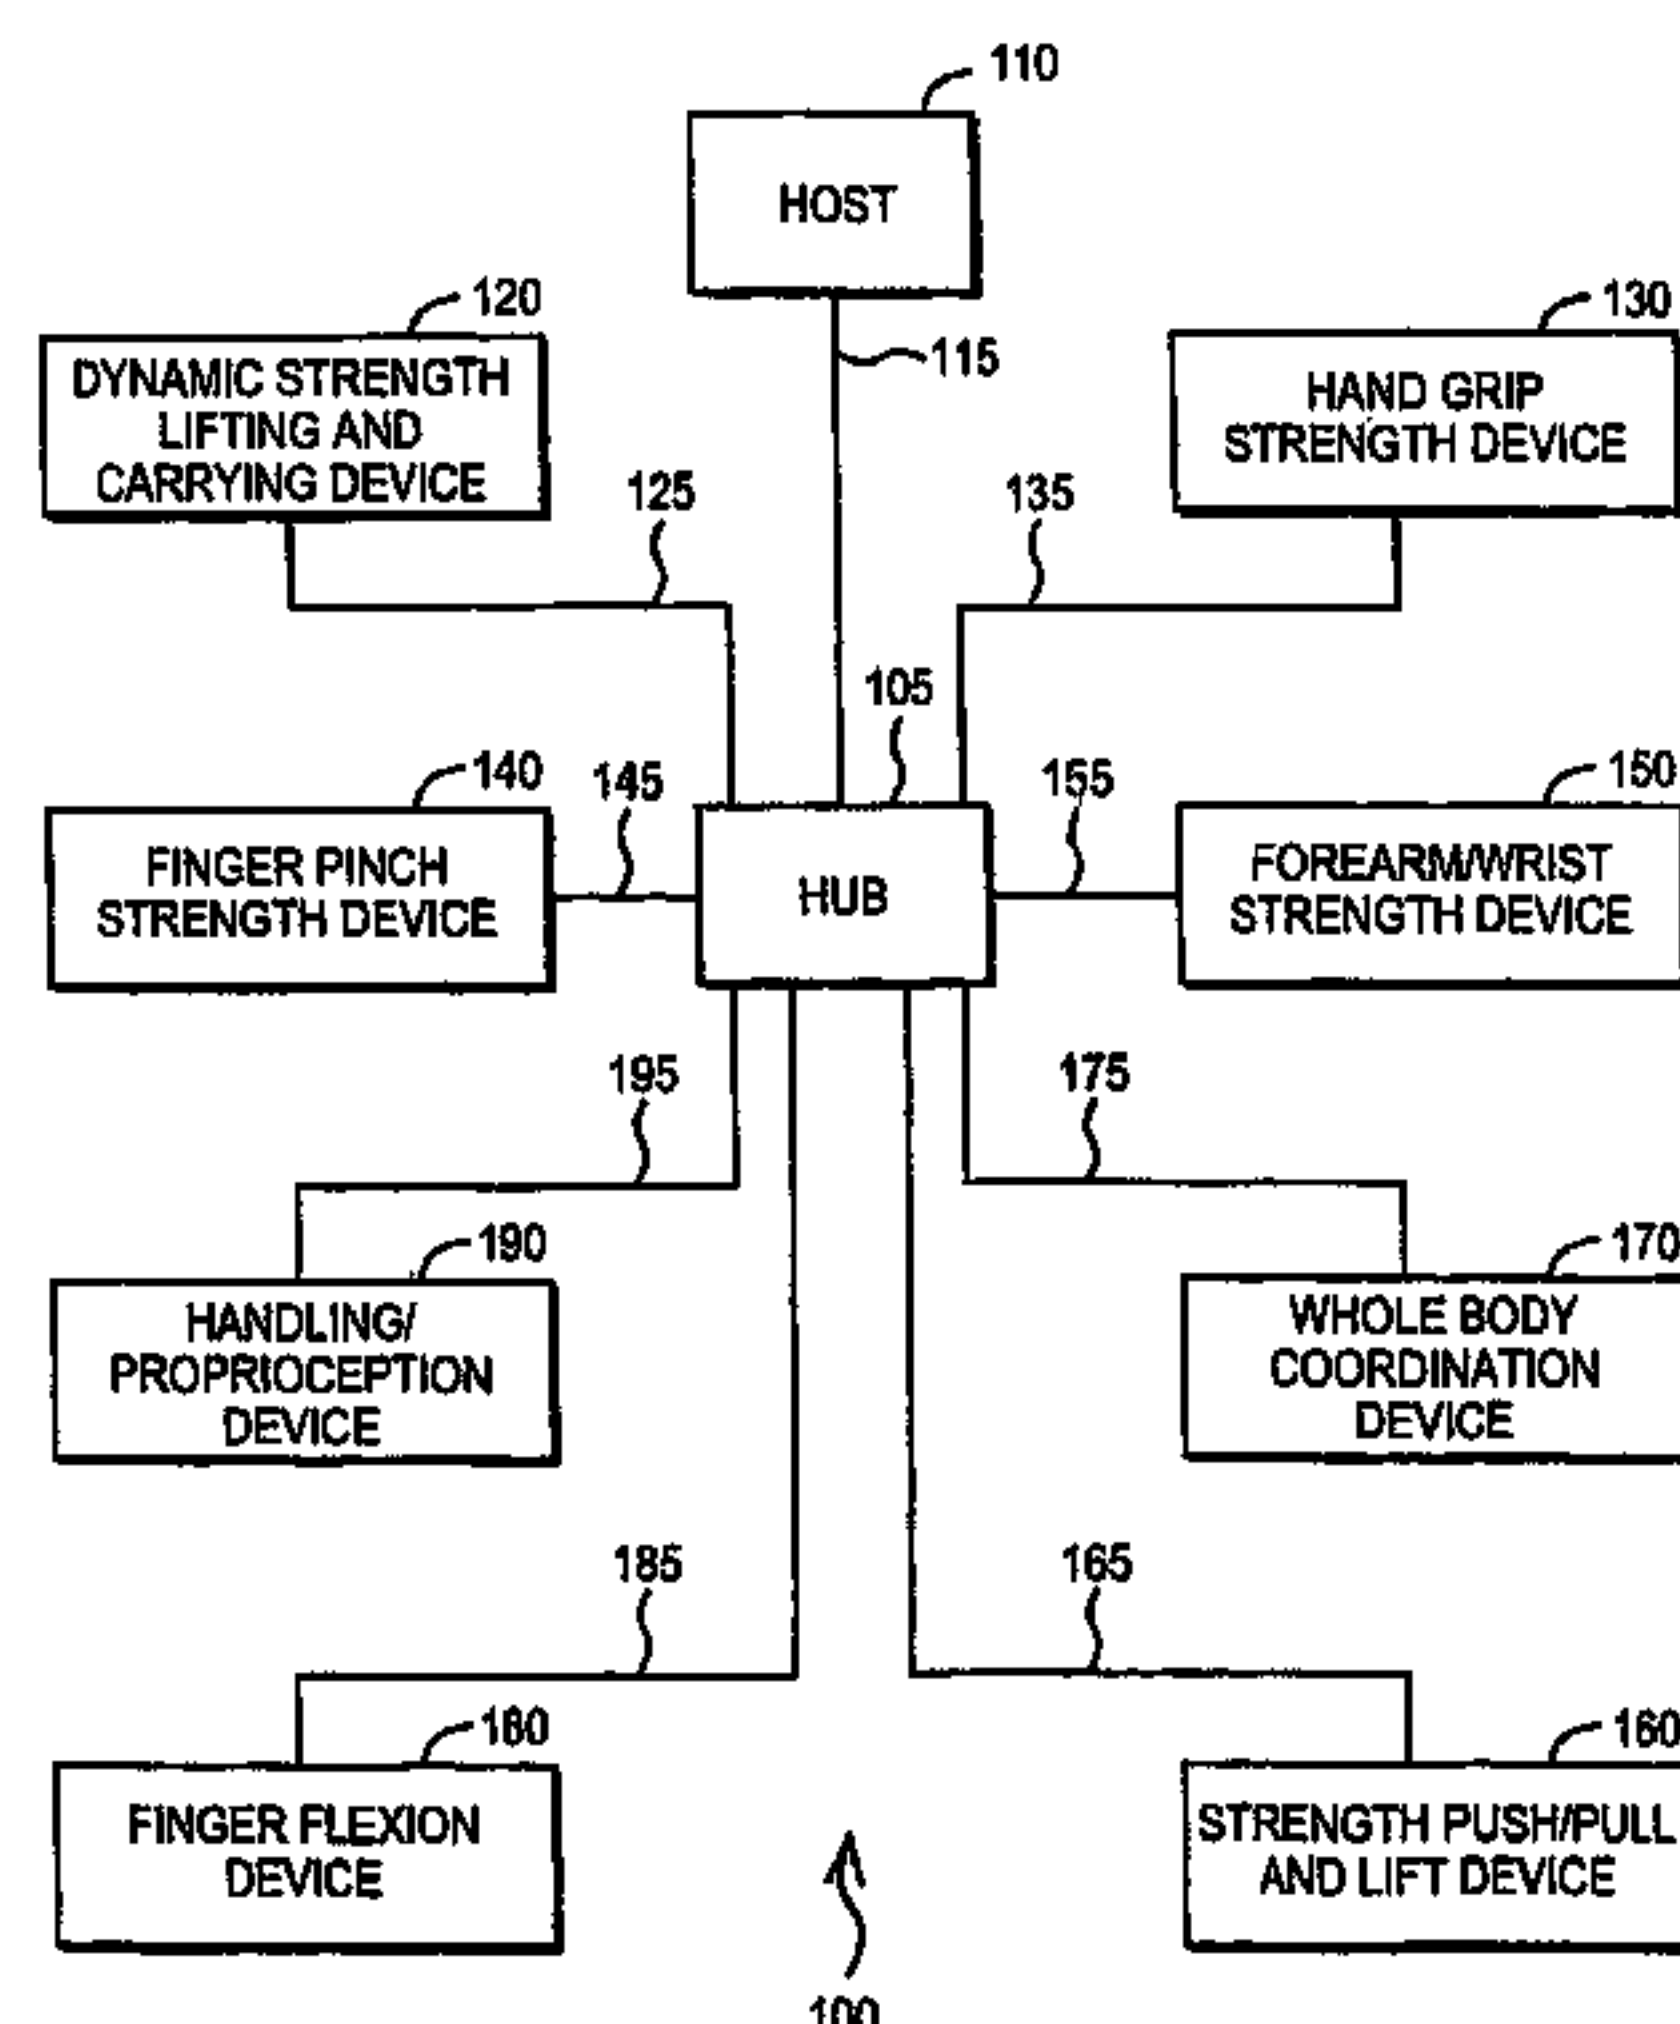 110
HOST
120
130
115
DYNAMIC STRENGTH
LIFTING AND
CARRYING DEVICE
HAND GRIP
STRENGTH DEVICE
125
135
105
140
145
155
150
FINGER PINCH
STRENGTH DEVICE
HUB
FOREARM/WRIST
STRENGTH DEVICE
195
175
190
170
HANDLING/
PROPRIOCEPTION
DEVICE
WHOLE BODY
COORDINATION
DEVICE
185
165
180
160
FINGER FLEXION
DEVICE
STRENGTH PUSH/PULL
AND LIFT DEVICE
100